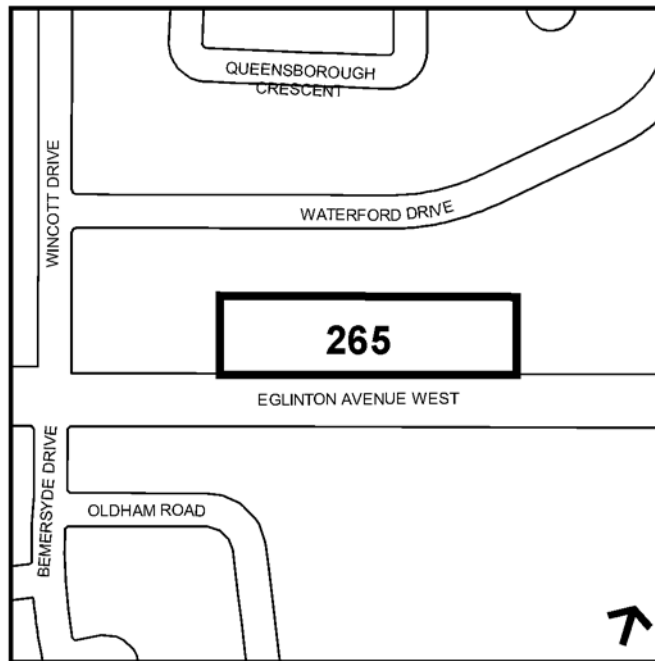 QUEENSBOROUGH
CRESCENT
WINCOTT DRIVE
WATERFORD DRIVE
265
EGLINTON AVENUE WEST
BEMERSYDE DRIVE
OLDHAM ROAD